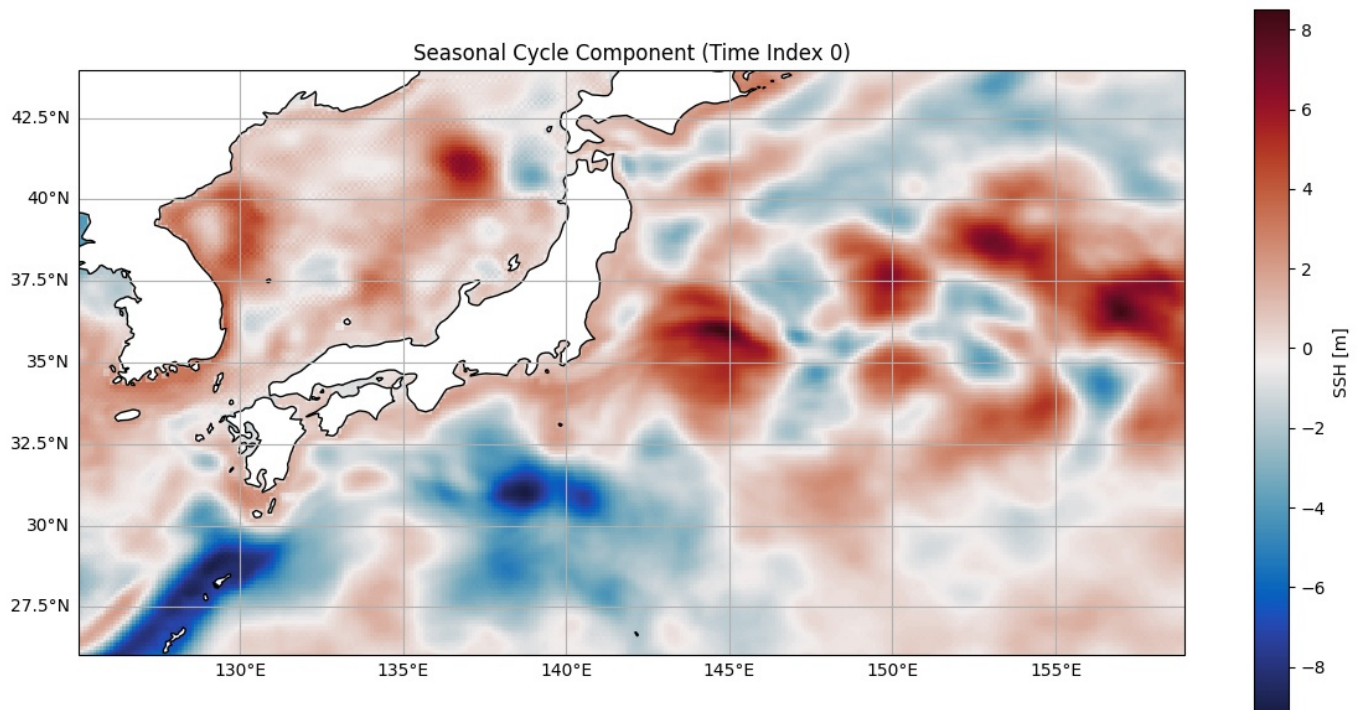 Seasonal Cycle Component (Time Index 0)
42.5°N
40°N
37.5°N
35°N
32.5°N
30°N
27.5°N
130°E
135°E
140°E
145°E
150°E
155°E
8
6
4
2
0
−2
−4
−6
−8
SSH [m]